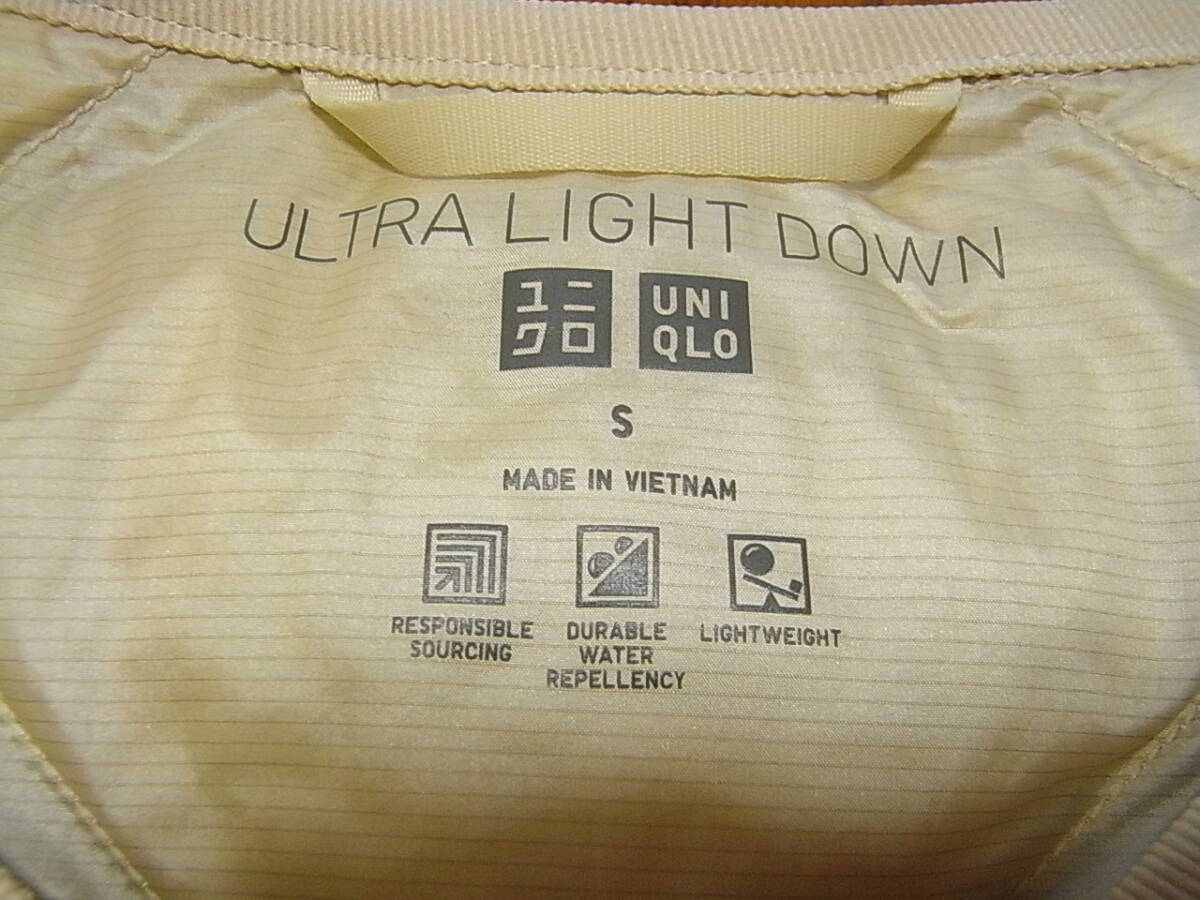 ULTRA LIGHT DOWN
ユニ
クロ
UNI
QLO
S
MADE IN VIETNAM
RESPONSIBLE
SOURCING
DURABLE
WATER
REPELLENCY
LIGHTWEIGHT